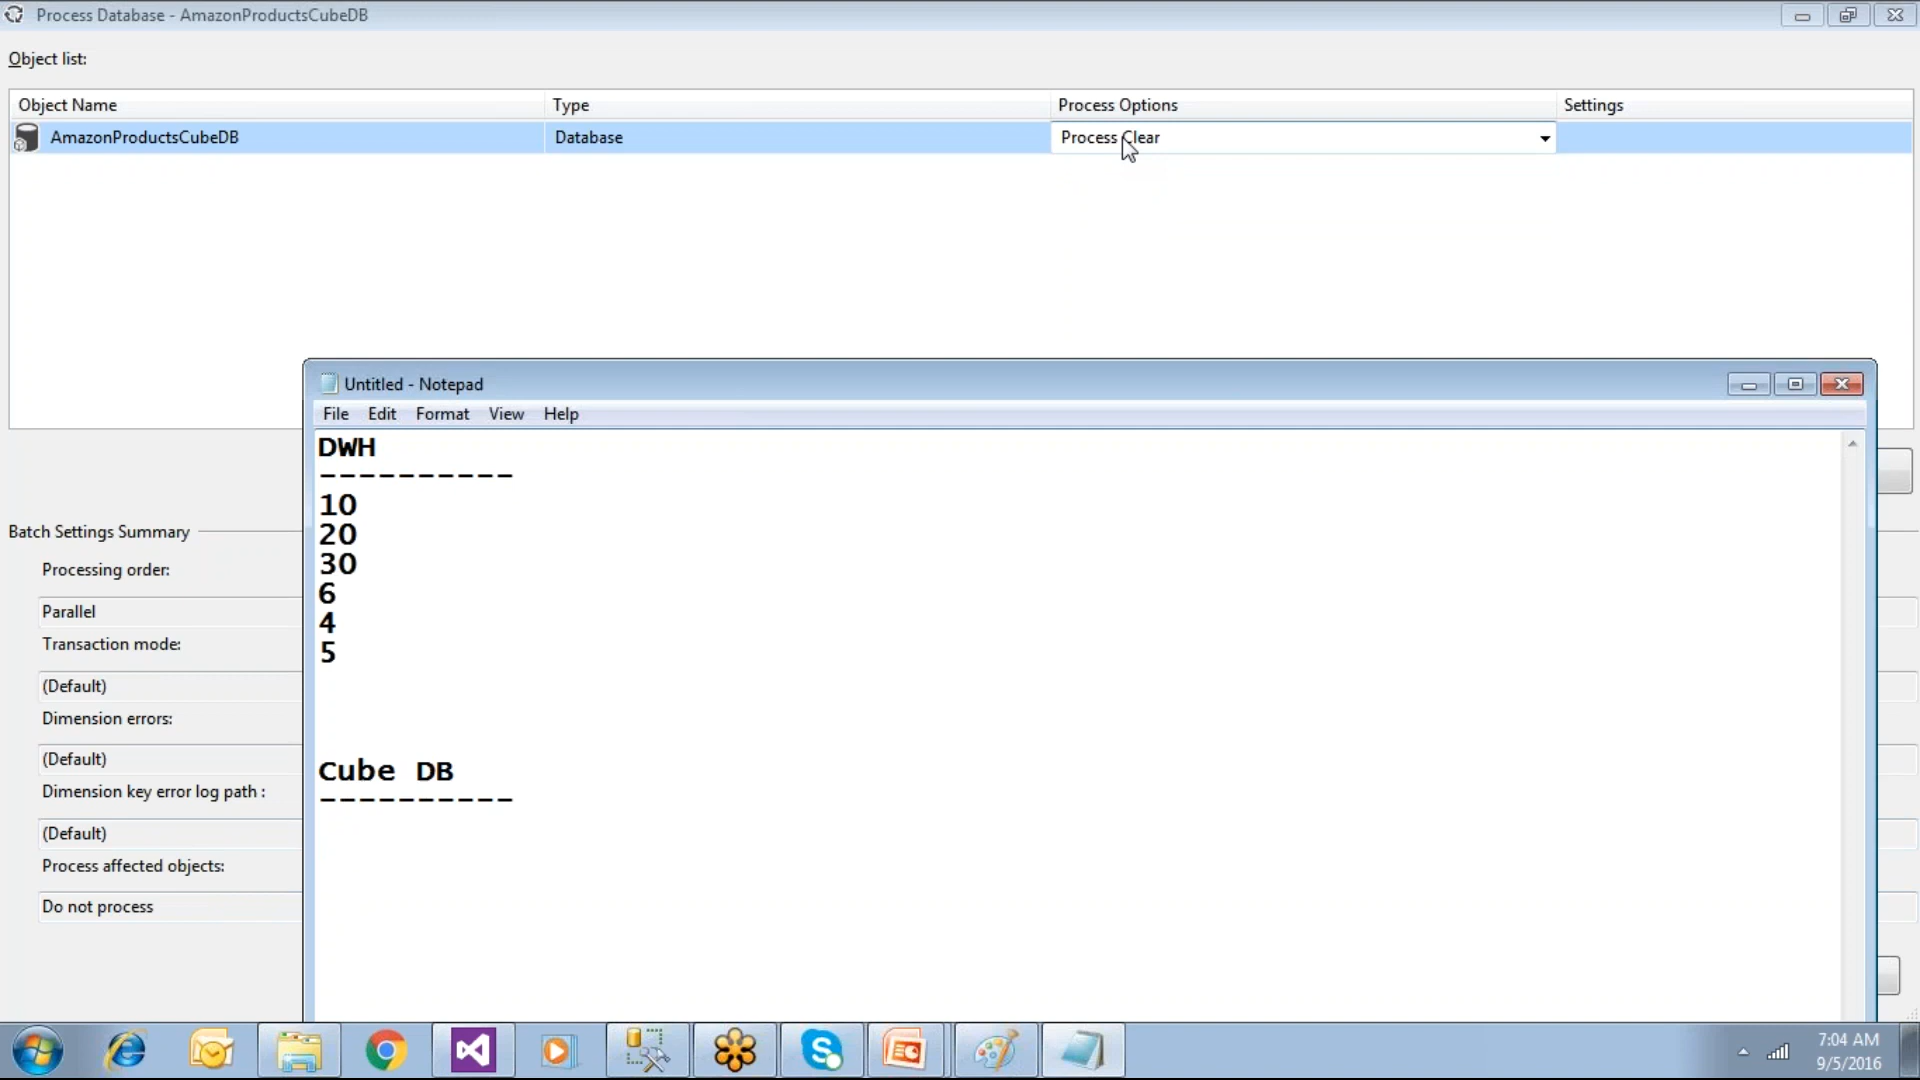 Process Database - AmazonProductsCubeDB
Object list:
Object Name Type Process Options Settings
AmazonProductsCubeDB Database Process Clear
Untitled - Notepad
File Edit Format View Help
DWH
----------
10
20
30
6
4
5
Cube DB
----------
Batch Settings Summary
Processing order:
Parallel
Transaction mode:
(Default)
Dimension errors:
(Default)
Dimension key error log path :
(Default)
Process affected objects:
Do not process
7:04 AM
9/5/2016